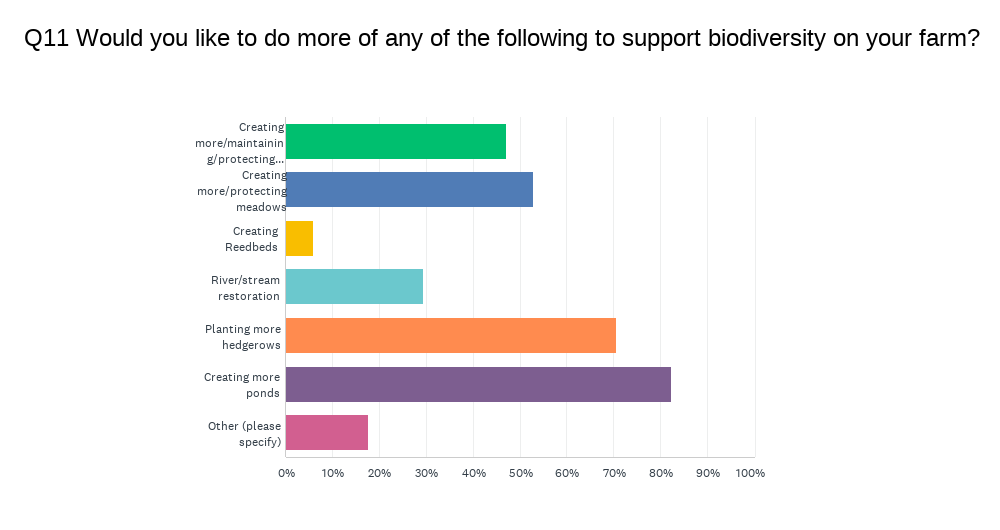 Q11 Would you like to do more of any of the following to support biodiversity on your farm?
Creating
more/maintainin
g/protecting...
Creating
more/protecting
meadows
Creating
Reedbeds
River/stream
restoration
Planting more
hedgerows
Creating more
ponds
Other (please
specify)
0% 10% 20% 30% 40% 50% 60% 70% 80% 90% 100%